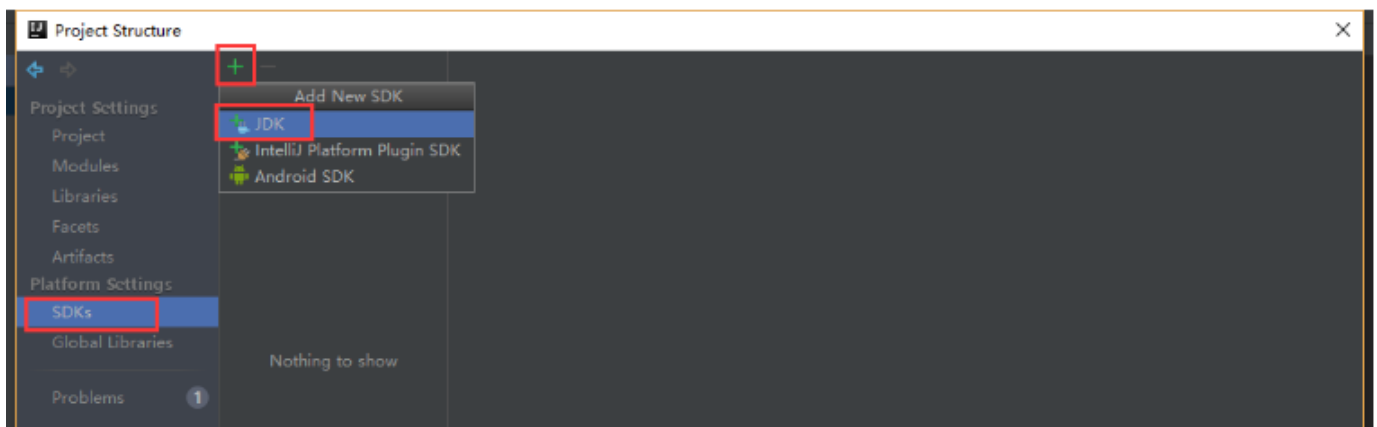 Project Structure
Project Settings
Project
Modules
Libraries
Facets
Artifacts
Platform Settings
SDKs
Global Libraries
Problems 1
Add New SDK
JDK
IntelliJ Platform Plugin SDK
Android SDK
Nothing to show